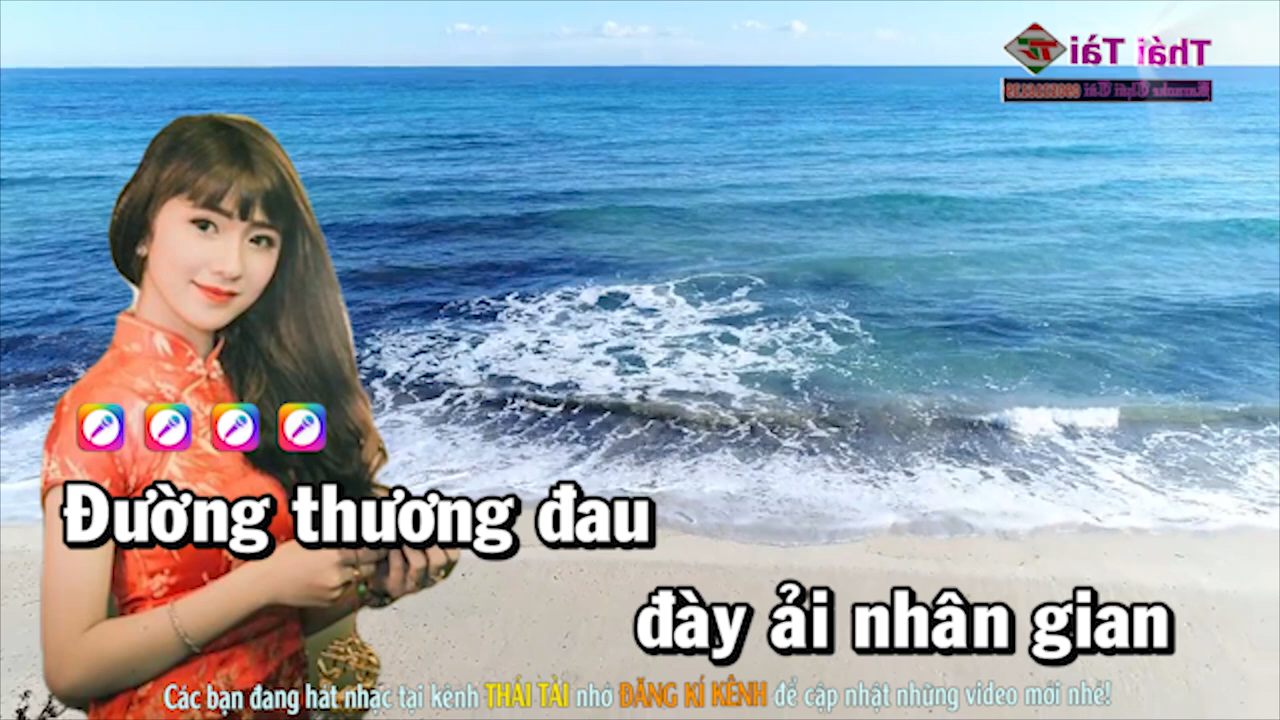 Thái Tài
Đường thương đau
đày ải nhân gian
Các bạn đang hát nhạc tại kênh THÁI TÀI nhớ ĐĂNG KÍ KÊNH để cập nhật những video mới nhé!